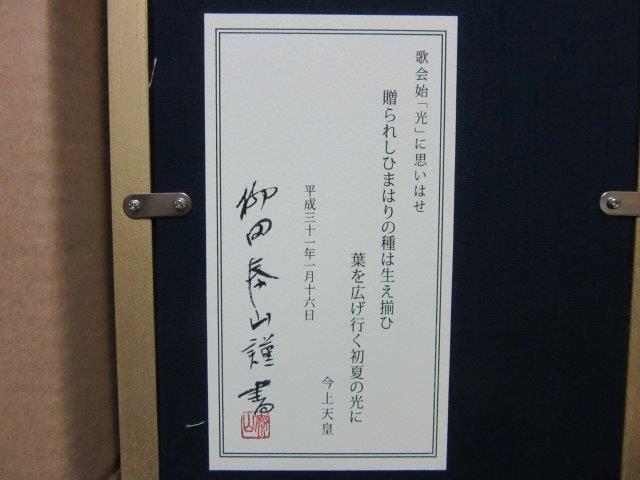 歌会始「光」に思いはせ
贈られしひまはりの種は生え揃ひ
葉を広げ行く初夏の光に
今上天皇
平成三十一年一月十六日
柳田泰山謹書